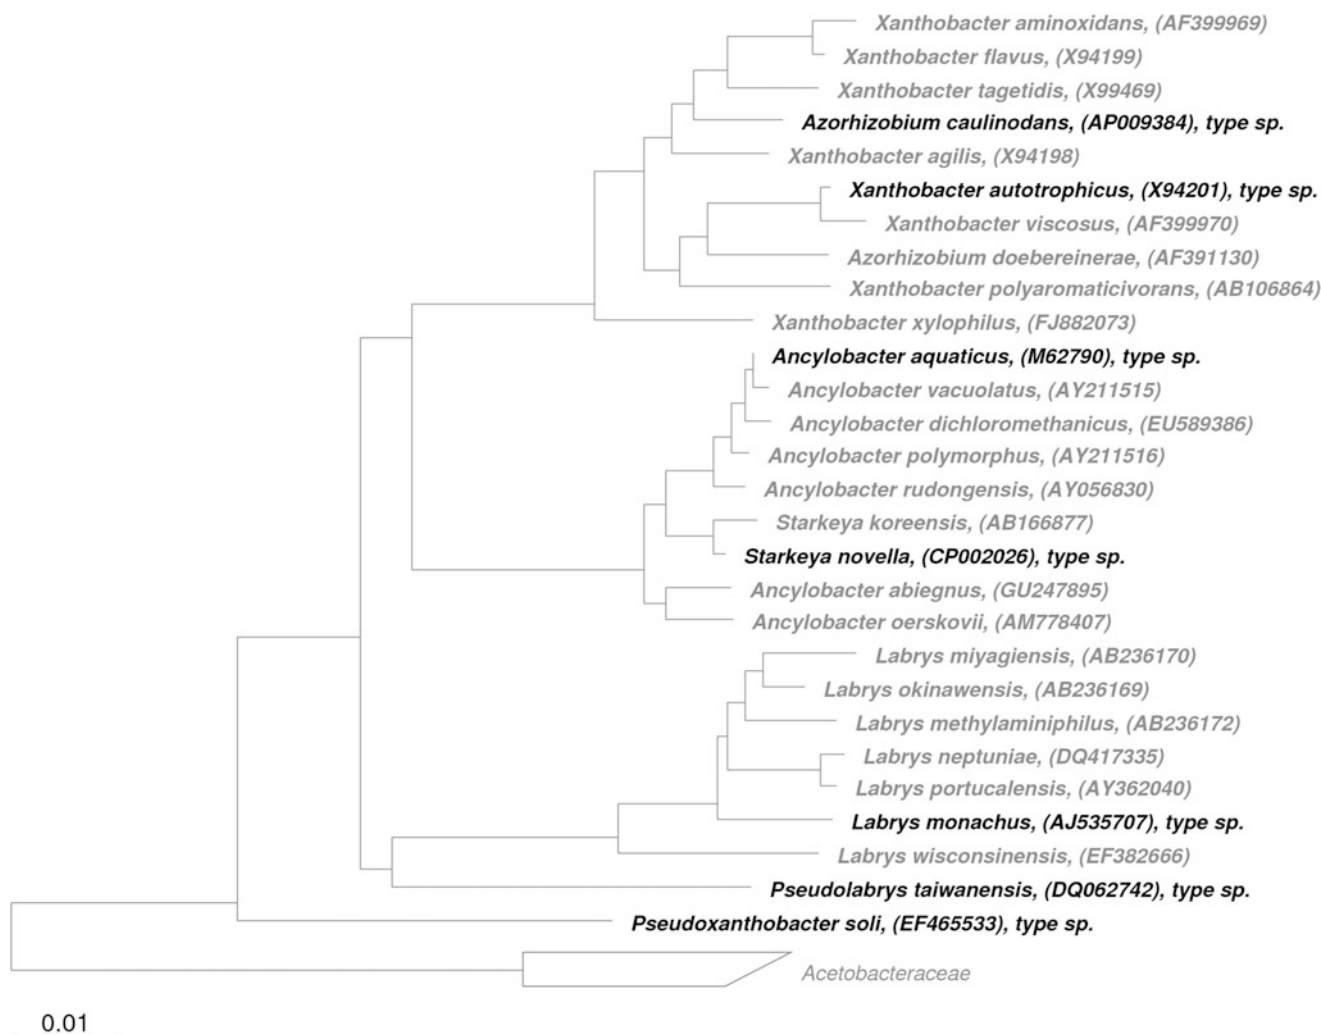 Xanthobacter aminoxidans, (AF399969)
Xanthobacter flavus, (X94199)
Xanthobacter tagetidis, (X99469)
Azorhizobium caulinodans, (AP009384), type sp.
Xanthobacter agilis, (X94198)
Xanthobacter autotrophicus, (X94201), type sp.
Xanthobacter viscosus, (AF399970)
Azorhizobium doebereinerae, (AF391130)
Xanthobacter polyaromaticivorans, (AB106864)
Xanthobacter xylophilus, (FJ882073)
Ancylobacter aquaticus, (M62790), type sp.
Ancylobacter vacuolatus, (AY211515)
Ancylobacter dichloromethanicus, (EU589386)
Ancylobacter polymorphus, (AY211516)
Ancylobacter rudongensis, (AY056830)
Starkeya koreensis, (AB166877)
Starkeya novella, (CP002026), type sp.
Ancylobacter abiegnus, (GU247895)
Ancylobacter oerskovii, (AM778407)
Labrys miyagiensis, (AB236170)
Labrys okinawensis, (AB236169)
Labrys methylaminiphilus, (AB236172)
Labrys neptuniae, (DQ417335)
Labrys portucalensis, (AY362040)
Labrys monachus, (AJ535707), type sp.
Labrys wisconsinensis, (EF382666)
Pseudolabrys taiwanensis, (DQ062742), type sp.
Pseudoxanthobacter soli, (EF465533), type sp.
Acetobacteraceae
0.01